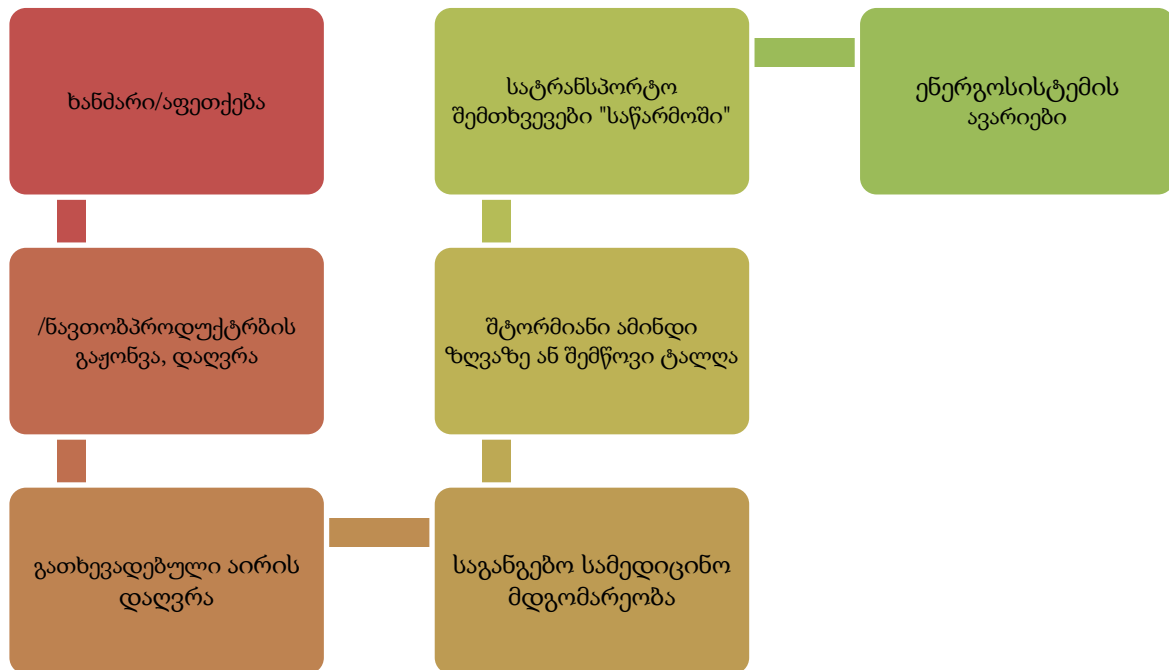 ხანძარი/აფეთქება
/ნავთობპროდუქტრბის
გაჟონვა, დაღვრა
გათხევადებული აირის
დაღვრა
საგანგებო სამედიცინო
მდგომარეობა
შტორმიანი ამინდი
ზღვაზე ან შემწოვი ტალღა
სატრანსპორტო
შემთხვევები "საწარმოში"
ენერგოსისტემის
ავარიები